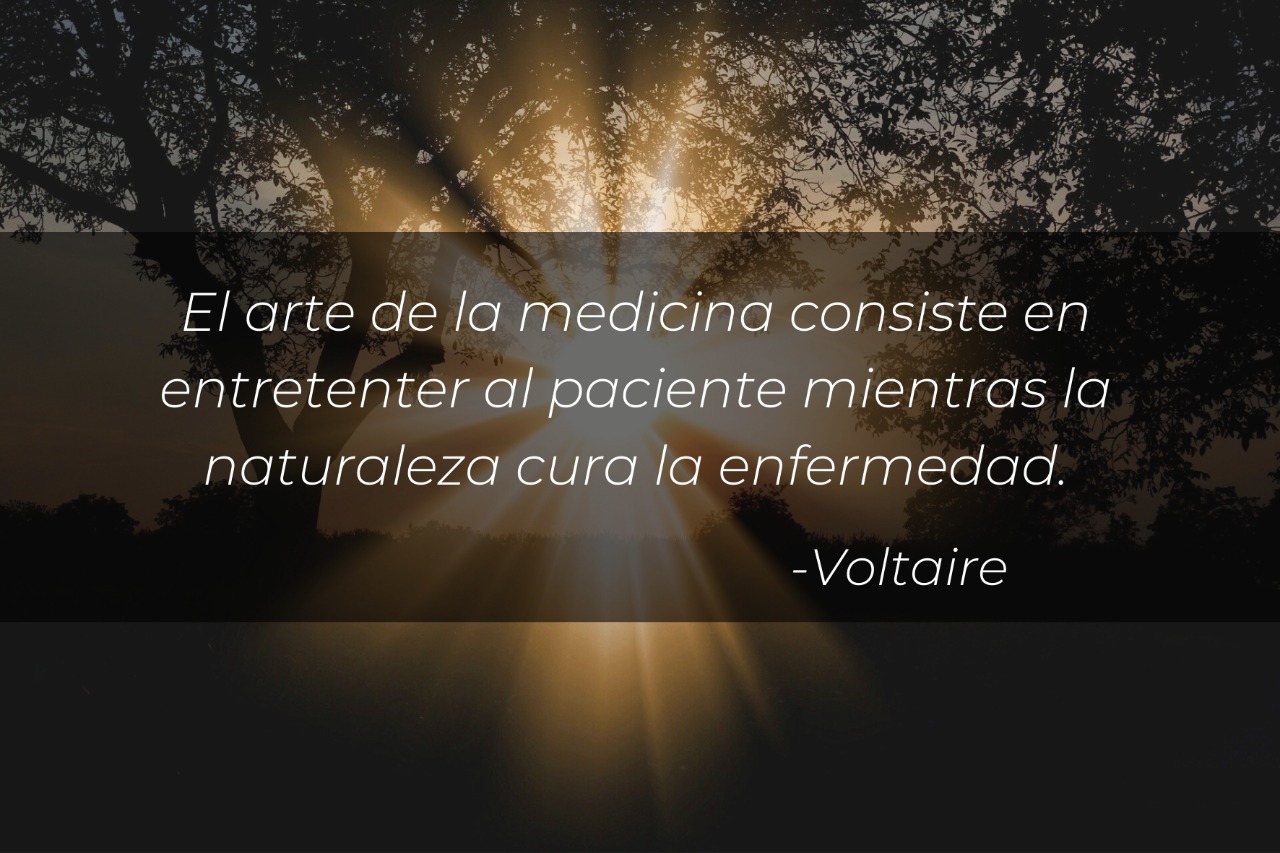 El arte de la medicina consiste en
entretenter al paciente mientras la
naturaleza cura la enfermedad.
-Voltaire